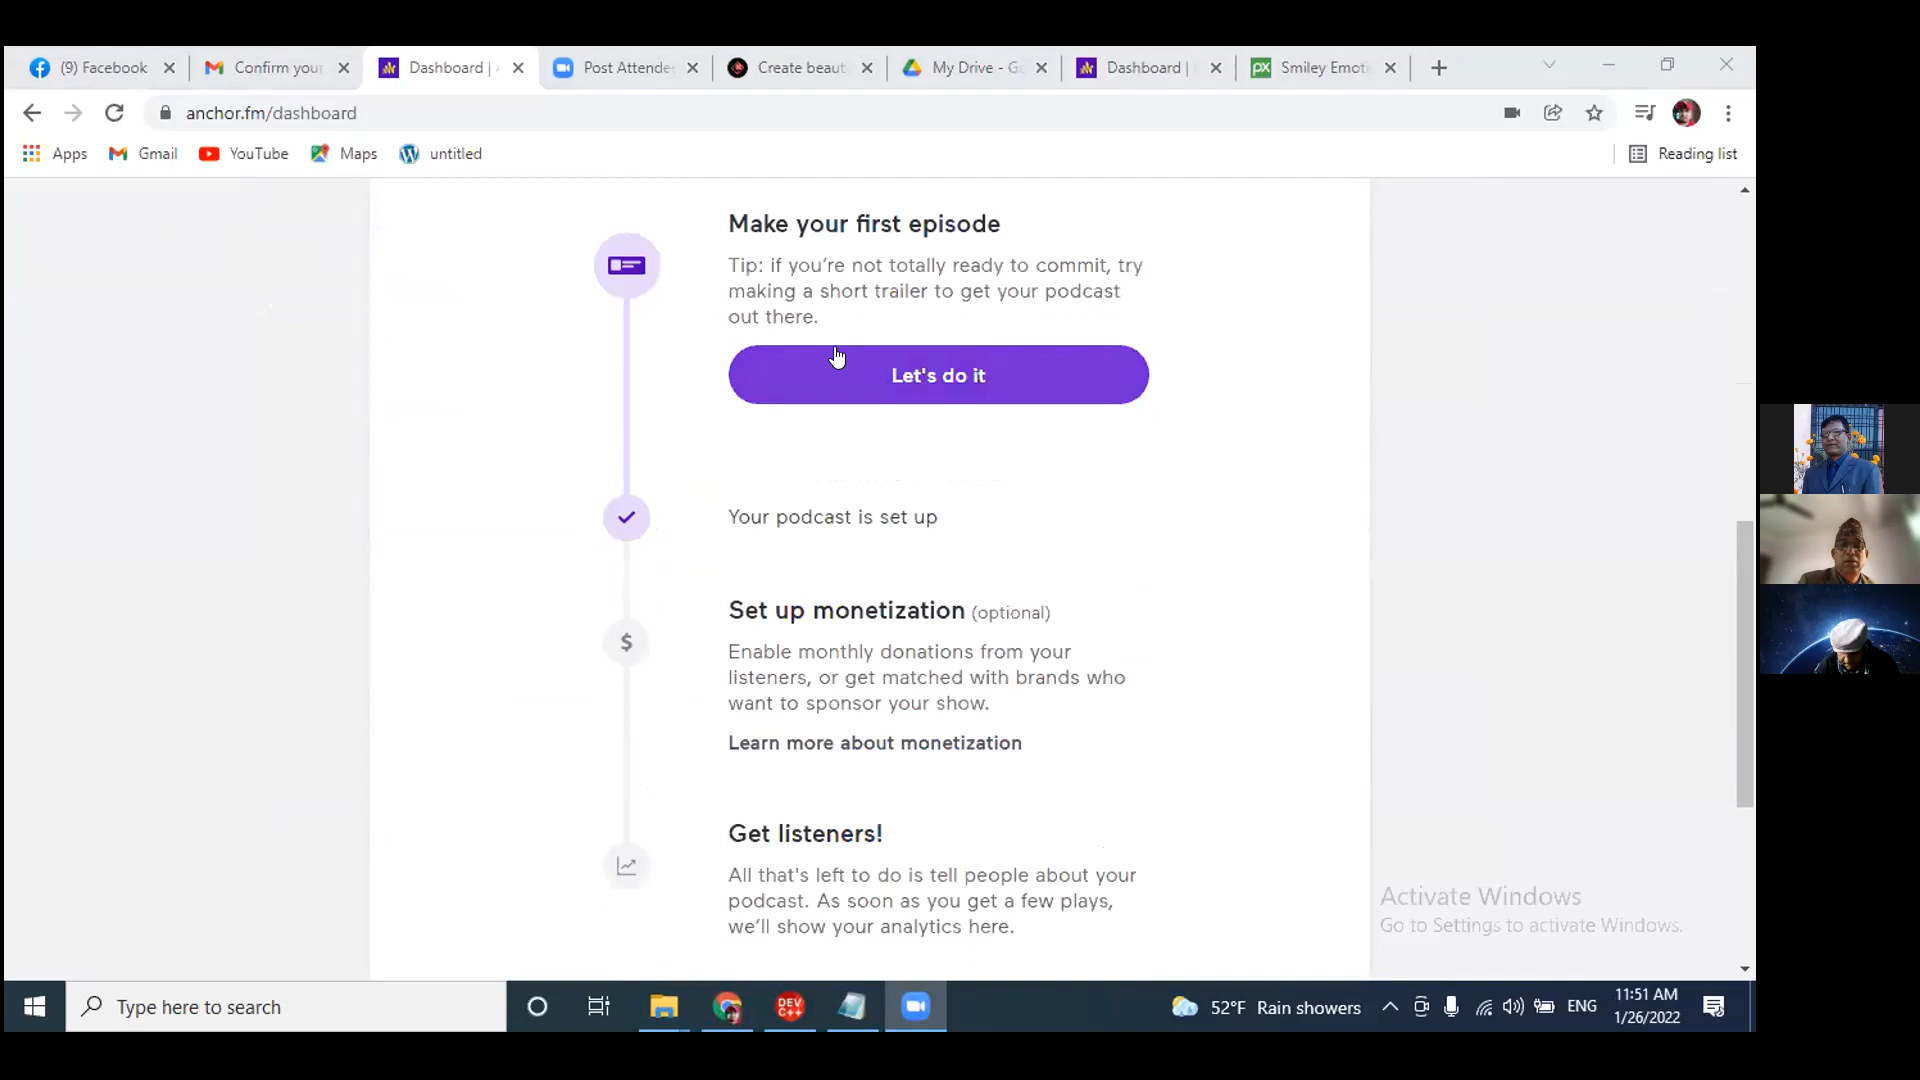 (9) Facebook
Confirm your
Dashboard |
Post Attende
Create beaut
My Drive - G
Dashboard |
Smiley Emot
anchor.fm/dashboard
Apps
Gmail
YouTube
Maps
untitled
Reading list
Make your first episode
Tip: if you're not totally ready to commit, try
making a short trailer to get your podcast
out there.
Let's do it
Your podcast is set up
Set up monetization (optional)
Enable monthly donations from your
listeners, or get matched with brands who
want to sponsor your show.
Learn more about monetization
Get listeners!
All that's left to do is tell people about your
podcast. As soon as you get a few plays,
we'll show your analytics here.
Activate Windows
Go to Settings to activate Windows.
Type here to search
DEV
C++
52°F Rain showers
ENG
11:51 AM
1/26/2022